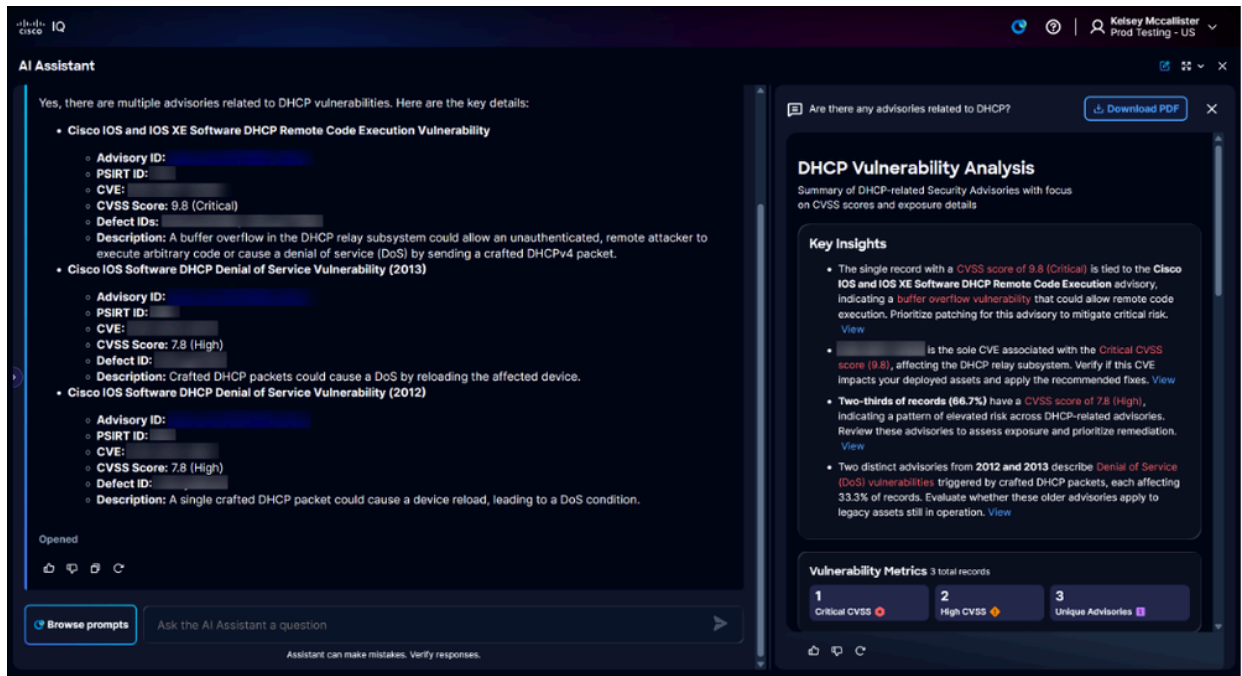 cisco IQ
Kelsey Mccallister
Prod Testing - US
AI Assistant
Yes, there are multiple advisories related to DHCP vulnerabilities. Here are the key details:
• Cisco IOS and IOS XE Software DHCP Remote Code Execution Vulnerability
◦ Advisory ID:
◦ PSIRT ID:
◦ CVE:
◦ CVSS Score: 9.8 (Critical)
◦ Defect IDs:
◦ Description: A buffer overflow in the DHCP relay subsystem could allow an unauthenticated, remote attacker to
execute arbitrary code or cause a denial of service (DoS) by sending a crafted DHCPv4 packet.
• Cisco IOS Software DHCP Denial of Service Vulnerability (2013)
◦ Advisory ID:
◦ PSIRT ID:
◦ CVE:
◦ CVSS Score: 7.8 (High)
◦ Defect ID:
◦ Description: Crafted DHCP packets could cause a DoS by reloading the affected device.
• Cisco IOS Software DHCP Denial of Service Vulnerability (2012)
◦ Advisory ID:
◦ PSIRT ID:
◦ CVE:
◦ CVSS Score: 7.8 (High)
◦ Defect ID:
◦ Description: A single crafted DHCP packet could cause a device reload, leading to a DoS condition.
Opened
Browse prompts
Ask the AI Assistant a question
Assistant can make mistakes. Verify responses.
Are there any advisories related to DHCP?
Download PDF
DHCP Vulnerability Analysis
Summary of DHCP-related Security Advisories with focus
on CVSS scores and exposure details
Key Insights
• The single record with a CVSS score of 9.8 (Critical) is tied to the Cisco
IOS and IOS XE Software DHCP Remote Code Execution advisory,
indicating a buffer overflow vulnerability that could allow remote code
execution. Prioritize patching for this advisory to mitigate critical risk.
View
• is the sole CVE associated with the Critical CVSS
score (9.8), affecting the DHCP relay subsystem. Verify if this CVE
impacts your deployed assets and apply the recommended fixes. View
• Two-thirds of records (66.7%) have a CVSS score of 7.8 (High),
indicating a pattern of elevated risk across DHCP-related advisories.
Review these advisories to assess exposure and prioritize remediation.
View
• Two distinct advisories from 2012 and 2013 describe Denial of Service
(DoS) vulnerabilities triggered by crafted DHCP packets, each affecting
33.3% of records. Evaluate whether these older advisories apply to
legacy assets still in operation. View
Vulnerability Metrics 3 total records
1
Critical CVSS
2
High CVSS
3
Unique Advisories